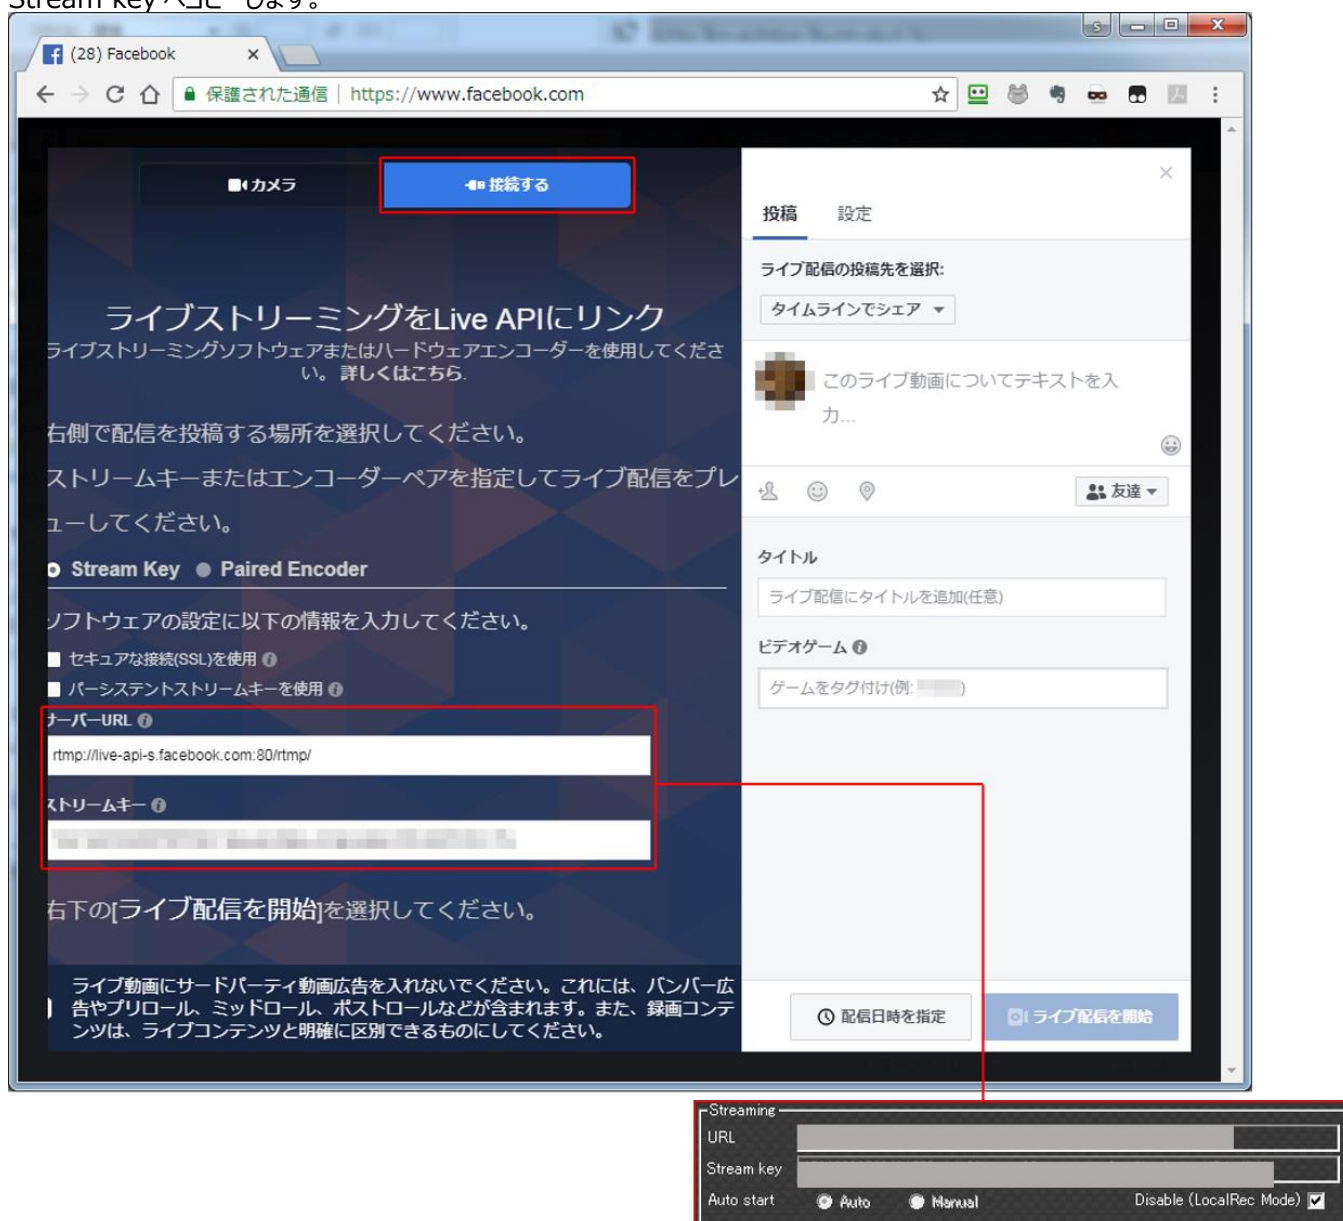 Stream key へコピーします。
(28) Facebook
保護された通信 | https://www.facebook.com
カメラ
接続する
投稿 設定
ライブ配信の投稿先を選択:
タイムラインでシェア
ライブストリーミングをLive APIにリンク
ライブストリーミングソフトウェアまたはハードウェアエンコーダーを使用してくださ
い。 詳しくはこちら.
このライブ動画についてテキストを入
力...
右側で配信を投稿する場所を選択してください。
ストリームキーまたはエンコーダーペアを指定してライブ配信をプレ
ューしてください。
友達
Stream Key Paired Encoder
タイトル
ライブ配信にタイトルを追加(任意)
ソフトウェアの設定に以下の情報を入力してください。
セキュアな接続(SSL)を使用
パーシステントストリームキーを使用
ビデオゲーム
ゲームをタグ付け(例: )
サーバーURL
rtmp://live-api-s.facebook.com:80/rtmp/
ストリームキー
右下の[ライブ配信を開始]を選択してください。
ライブ動画にサードパーティ動画広告を入れないでください。これには、バンパー広
告やプリロール、ミッドロール、ポストロールなどが含まれます。また、録画コンテ
ンツは、ライブコンテンツと明確に区別できるものにしてください。
配信日時を指定
ライブ配信を開始
Streaming
URL
Stream key
Auto start Auto Manual Disable (LocalRec Mode)